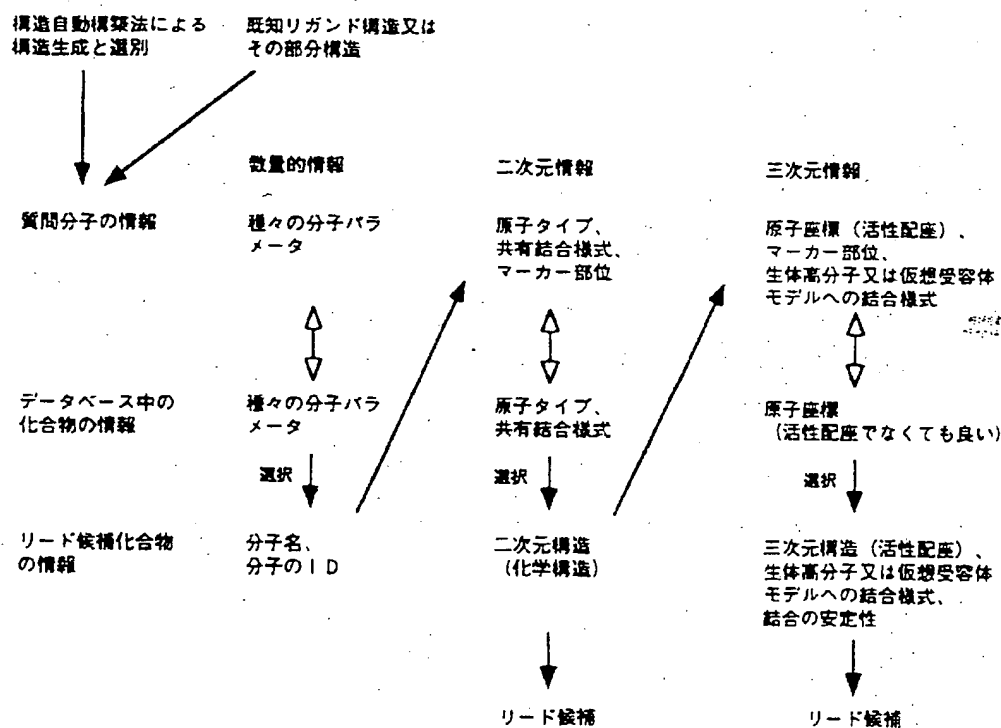 構造自動構築法による
構造生成と選別
既知リガンド構造又は
その部分構造
数量的情報
二次元情報
三次元情報
質問分子の情報
種々の分子パラ
メータ
原子タイプ、
共有結合様式、
マーカー部位
原子座標（活性配座）、
マーカー部位、
生体高分子又は仮想受容体
モデルへの結合様式
データベース中の
化合物の情報
種々の分子パラ
メータ
原子タイプ、
共有結合様式
原子座標
（活性配座でなくても良い）
選択
選択
選択
リード候補化合物
の情報
分子名、
分子のＩＤ
二次元構造
（化学構造）
三次元構造（活性配座）、
生体高分子又は仮想受容体
モデルへの結合様式、
結合の安定性
リード候補
リード候補